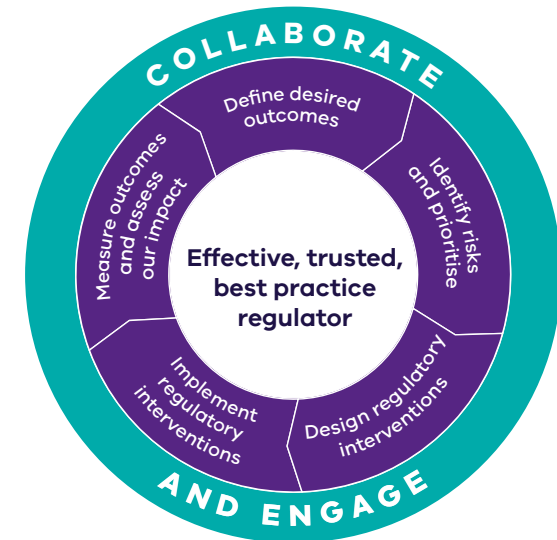 COLLABORATE
Define desired
outcomes
Identify risks
and prioritise
Design regulatory
interventions
Implement
regulatory
interventions
Measure outcomes
and assess
our impact
Effective, trusted,
best practice
regulator
AND ENGAGE